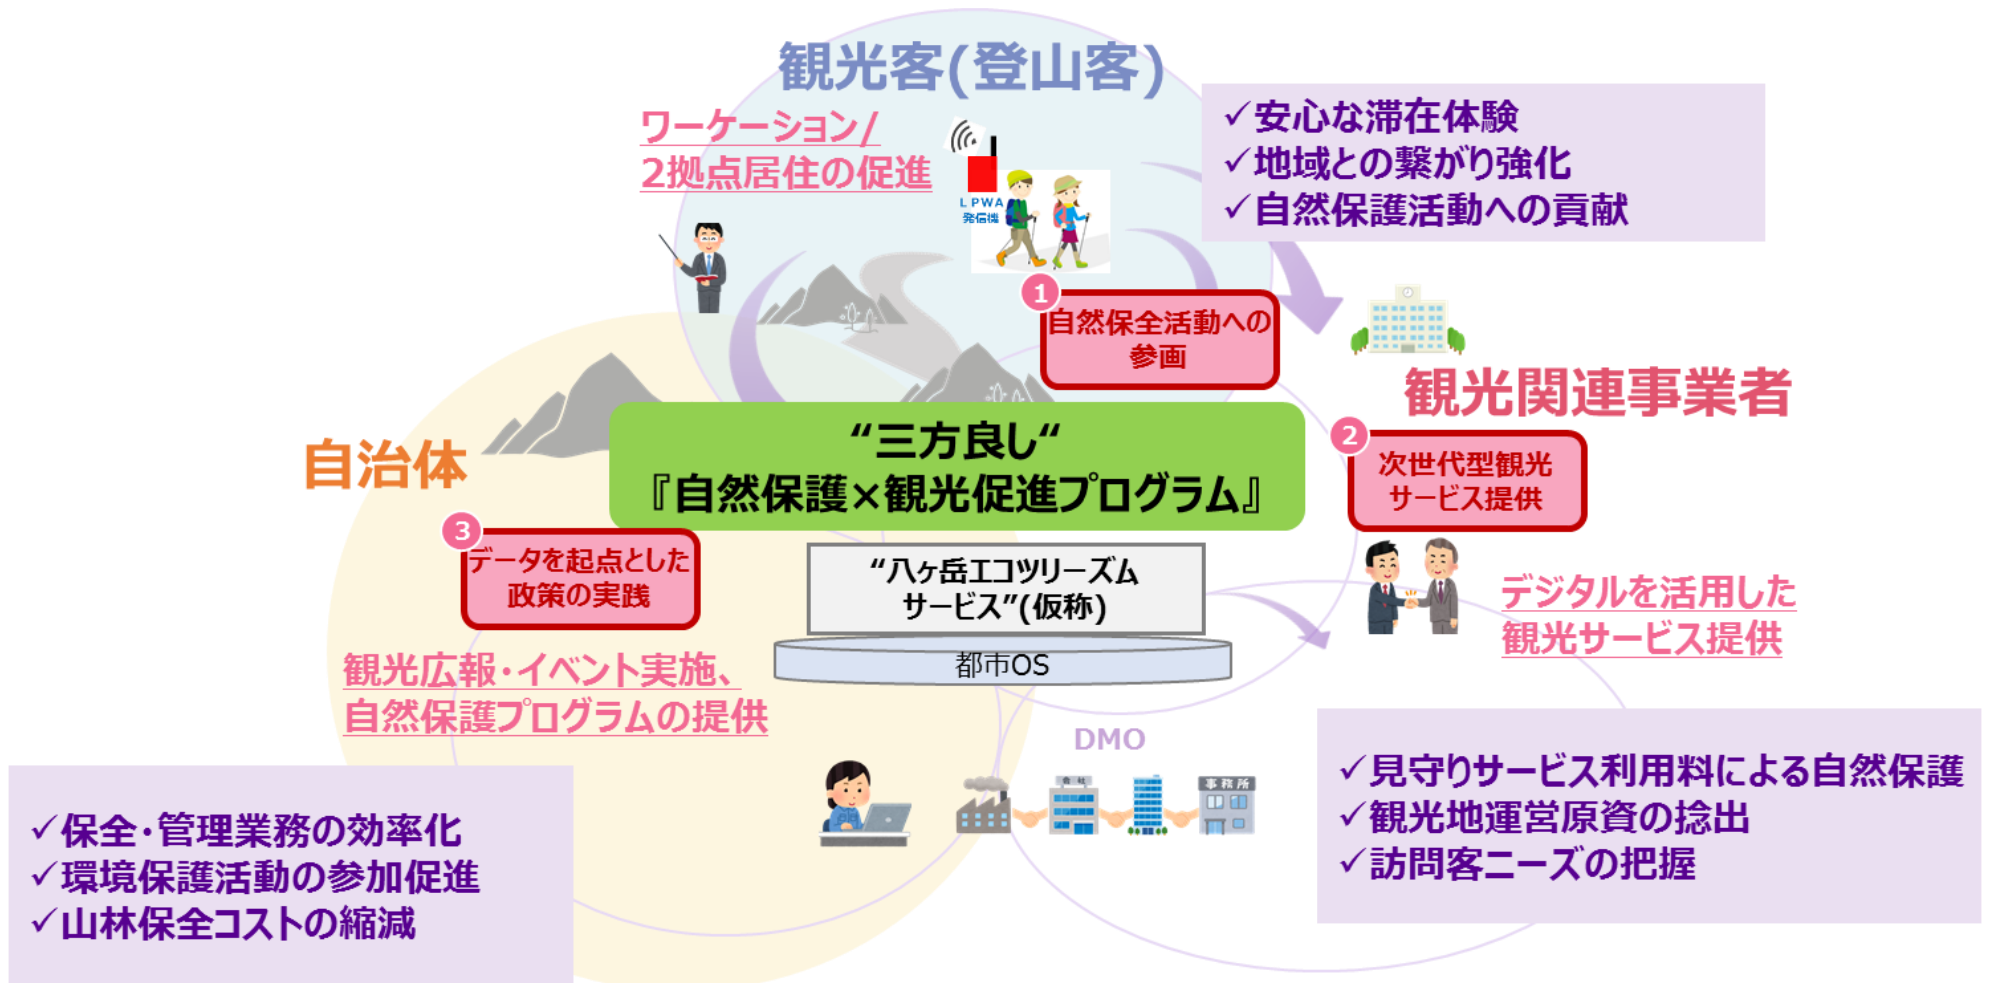 観光客(登山客)
ワーケーション/
2拠点居住の促進
LPWA
発信機
✓安心な滞在体験
✓地域との繋がり強化
✓自然保護活動への貢献
1
自然保全活動への
参画
観光関連事業者
2
次世代型観光
サービス提供
“三方良し“
『自然保護×観光促進プログラム』
自治体
3
データを起点とした
政策の実践
“八ヶ岳エコツリーズム
サービス”(仮称)
都市OS
デジタルを活用した
観光サービス提供
観光広報・イベント実施、
自然保護プログラムの提供
DMO
会社
事務所
✓見守りサービス利用料による自然保護
✓観光地運営原資の捻出
✓訪問客ニーズの把握
✓保全・管理業務の効率化
✓環境保護活動の参加促進
✓山林保全コストの縮減